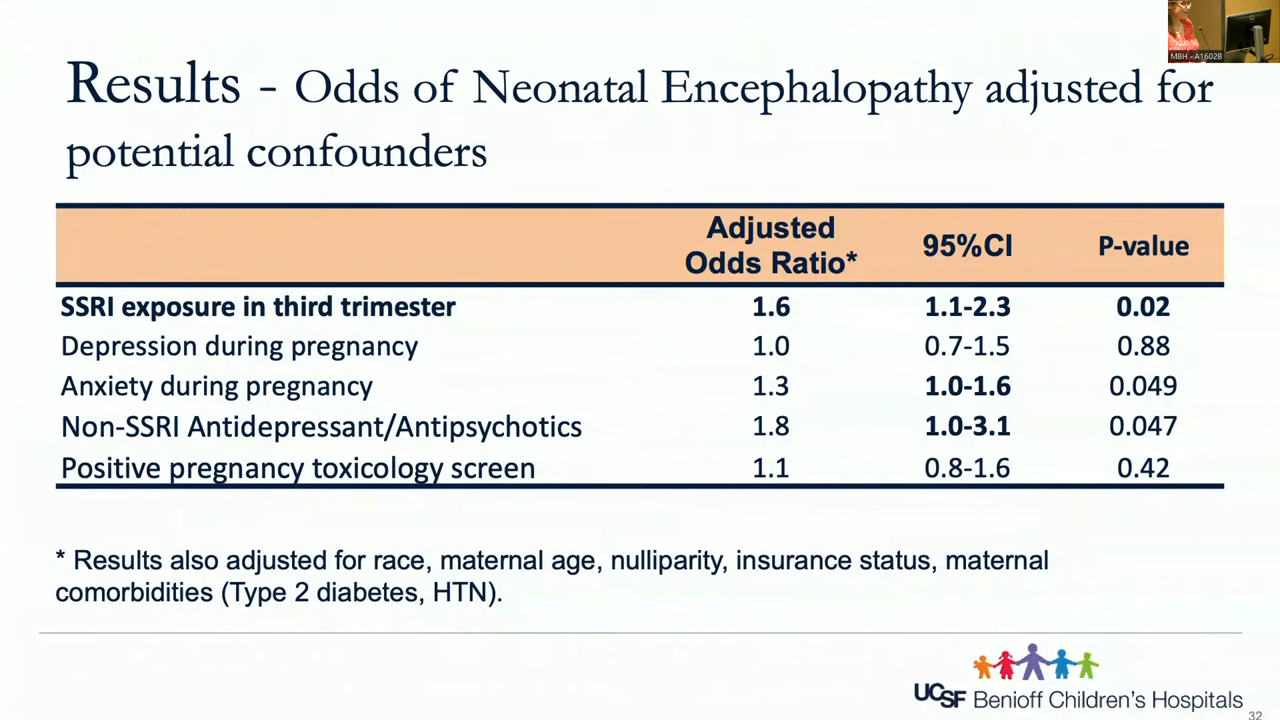 MBH - A1602B
Results - Odds of Neonatal Encephalopathy adjusted for
potential confounders
Adjusted Odds Ratio* 95%CI P-value
SSRI exposure in third trimester 1.6 1.1-2.3 0.02
Depression during pregnancy 1.0 0.7-1.5 0.88
Anxiety during pregnancy 1.3 1.0-1.6 0.049
Non-SSRI Antidepressant/Antipsychotics 1.8 1.0-3.1 0.047
Positive pregnancy toxicology screen 1.1 0.8-1.6 0.42
* Results also adjusted for race, maternal age, nulliparity, insurance status, maternal
comorbidities (Type 2 diabetes, HTN).
UCSF Benioff Children's Hospitals
32